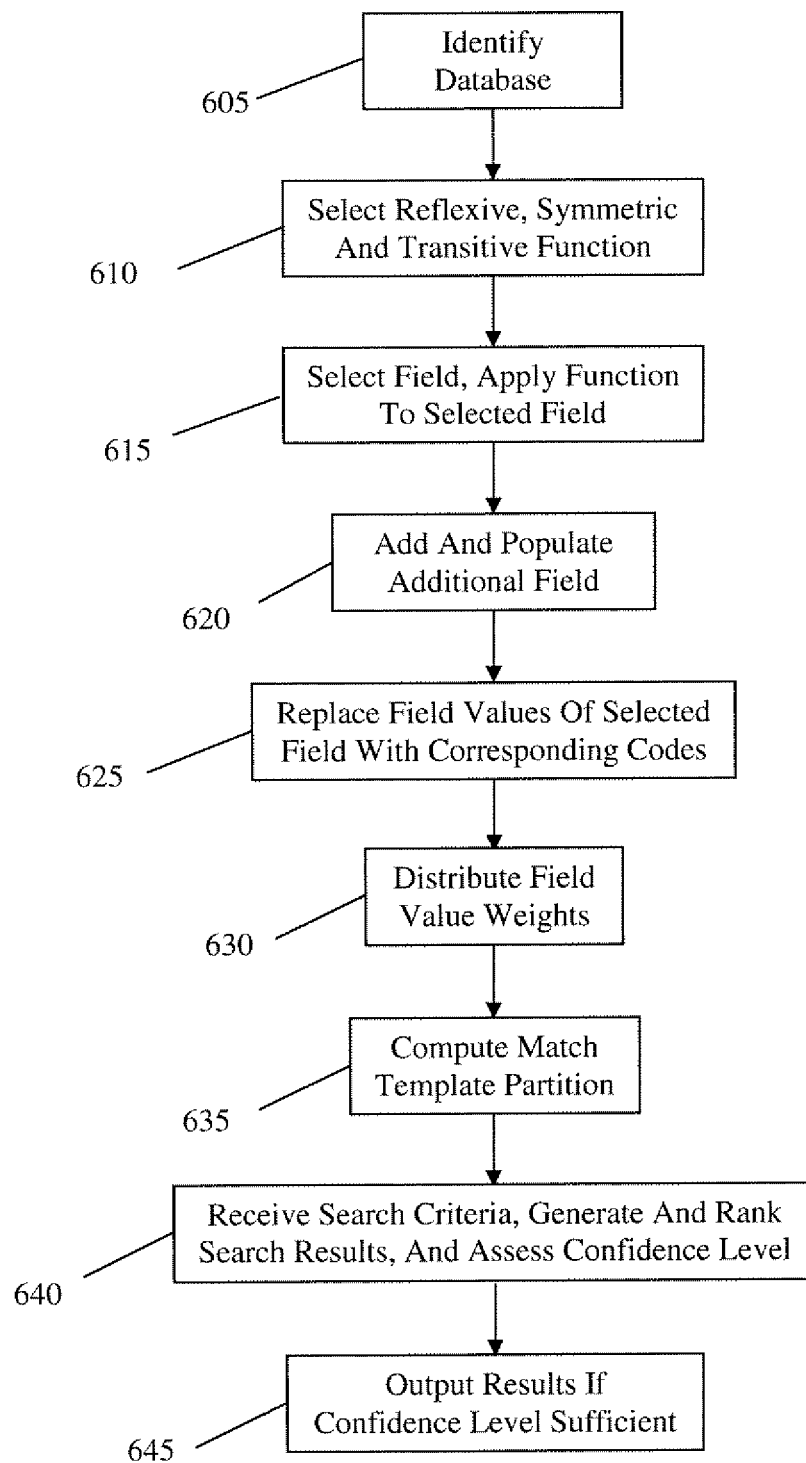 Identify
Database
605
Select Reflexive, Symmetric
And Transitive Function
610
Select Field, Apply Function
To Selected Field
615
Add And Populate
Additional Field
620
Replace Field Values Of Selected
Field With Corresponding Codes
625
Distribute Field
Value Weights
630
Compute Match
Template Partition
635
Receive Search Criteria, Generate And Rank
Search Results, And Assess Confidence Level
640
Output Results If
Confidence Level Sufficient
645